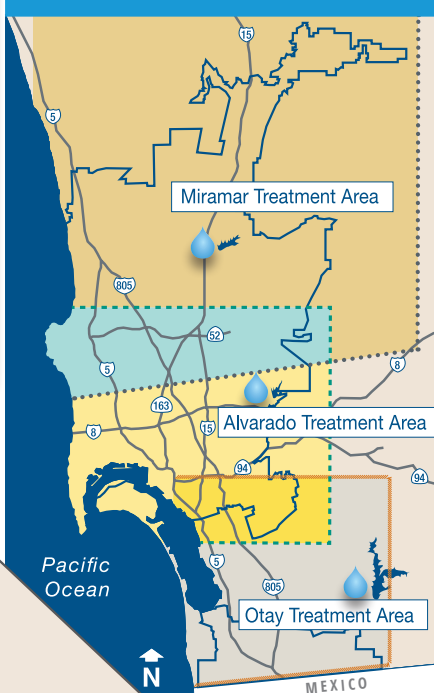 15
5
Miramar Treatment Area
805
52
5
8
163
Alvarado Treatment Area
8
15
94
94
5
Pacific
Ocean
805
Otay Treatment Area
N
MEXICO